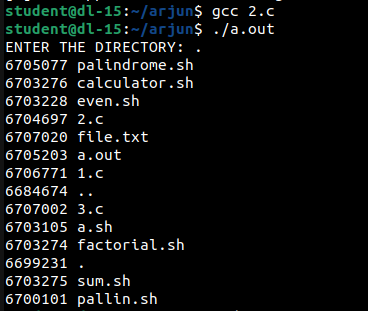 student@dl-15:~/arjun$ gcc 2.c
student@dl-15:~/arjun$ ./a.out
ENTER THE DIRECTORY: .
6705077 palindrome.sh
6703276 calculator.sh
6703228 even.sh
6704697 2.c
6707020 file.txt
6705203 a.out
6706771 1.c
6684674 ..
6707002 3.c
6703105 a.sh
6703274 factorial.sh
6699231 .
6703275 sum.sh
6700101 pallin.sh